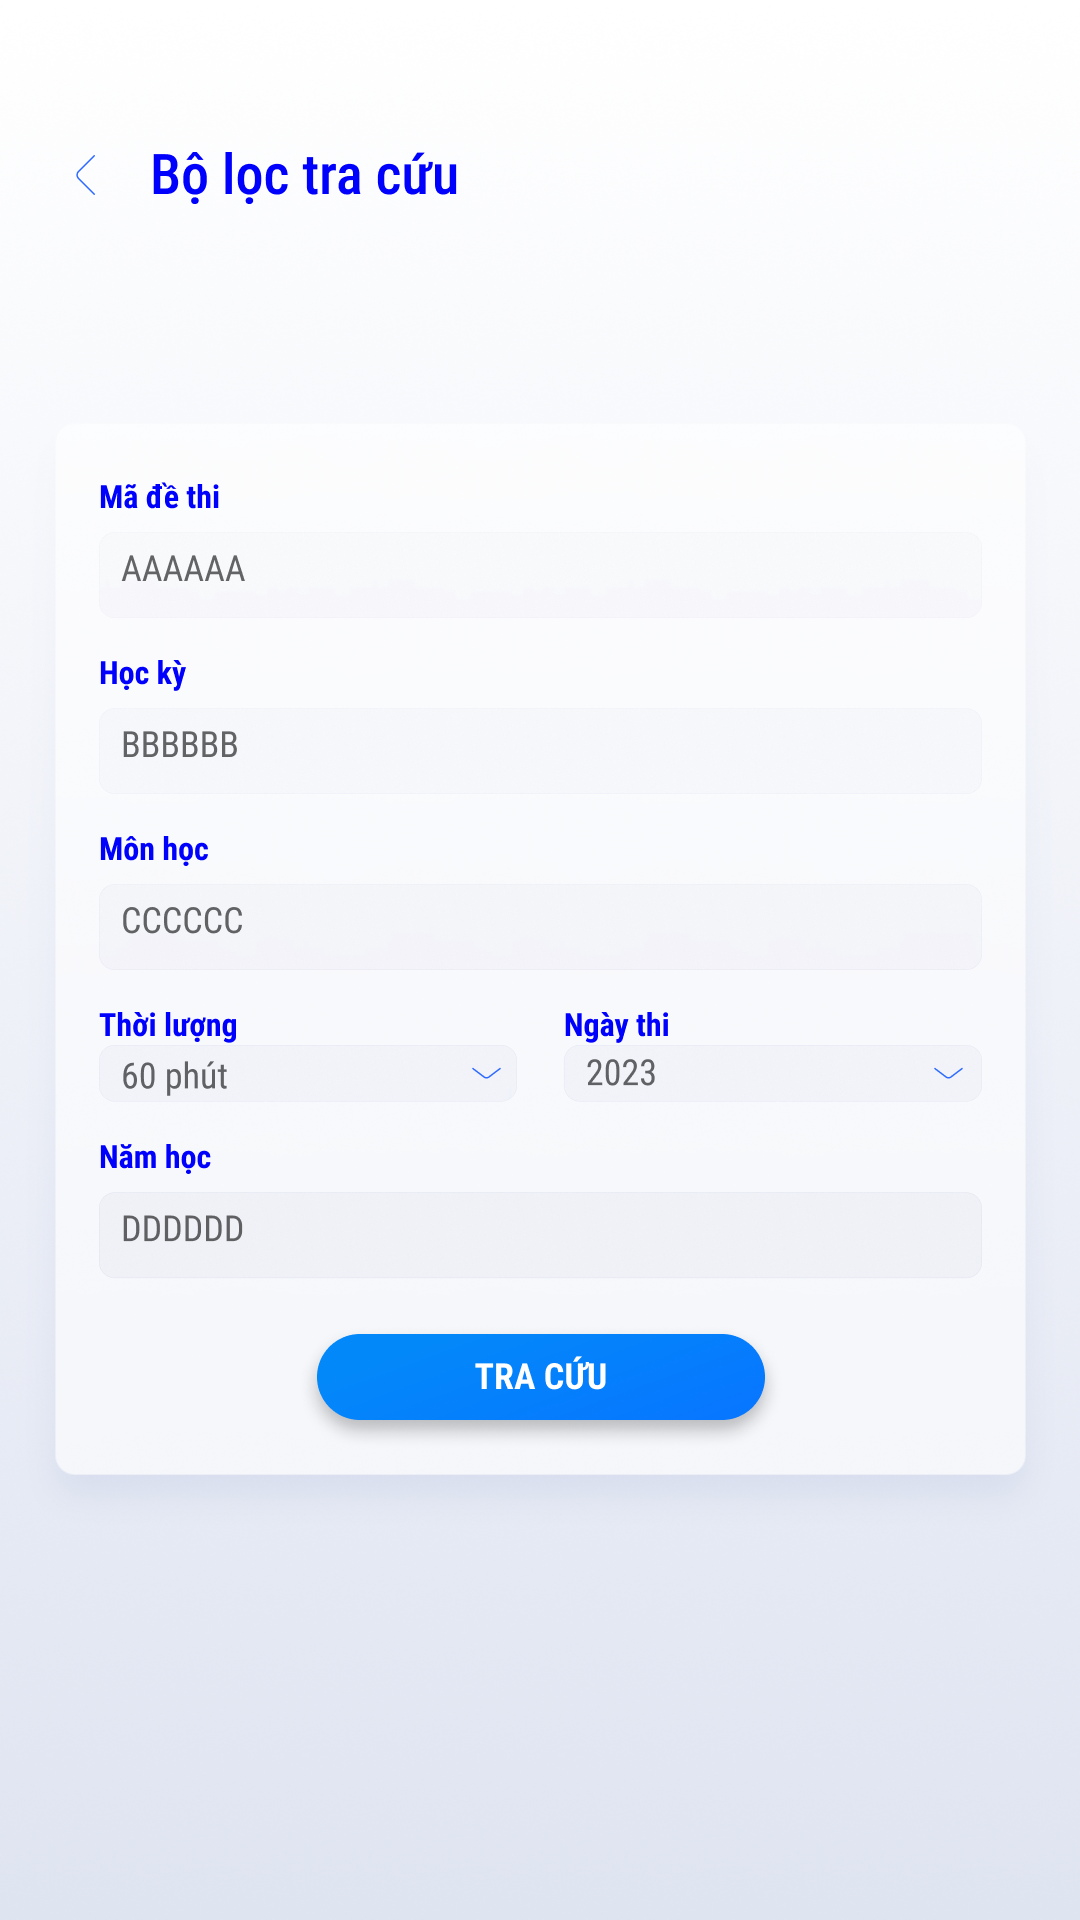 Bộ lọc tra cứu
Mã đề thi
AAAAAA
Học kỳ
BBBBBB
Môn học
CCCCCC
Thời lượng
60 phút
Ngày thi
2023
Năm học
DDDDDD
TRA CỨU